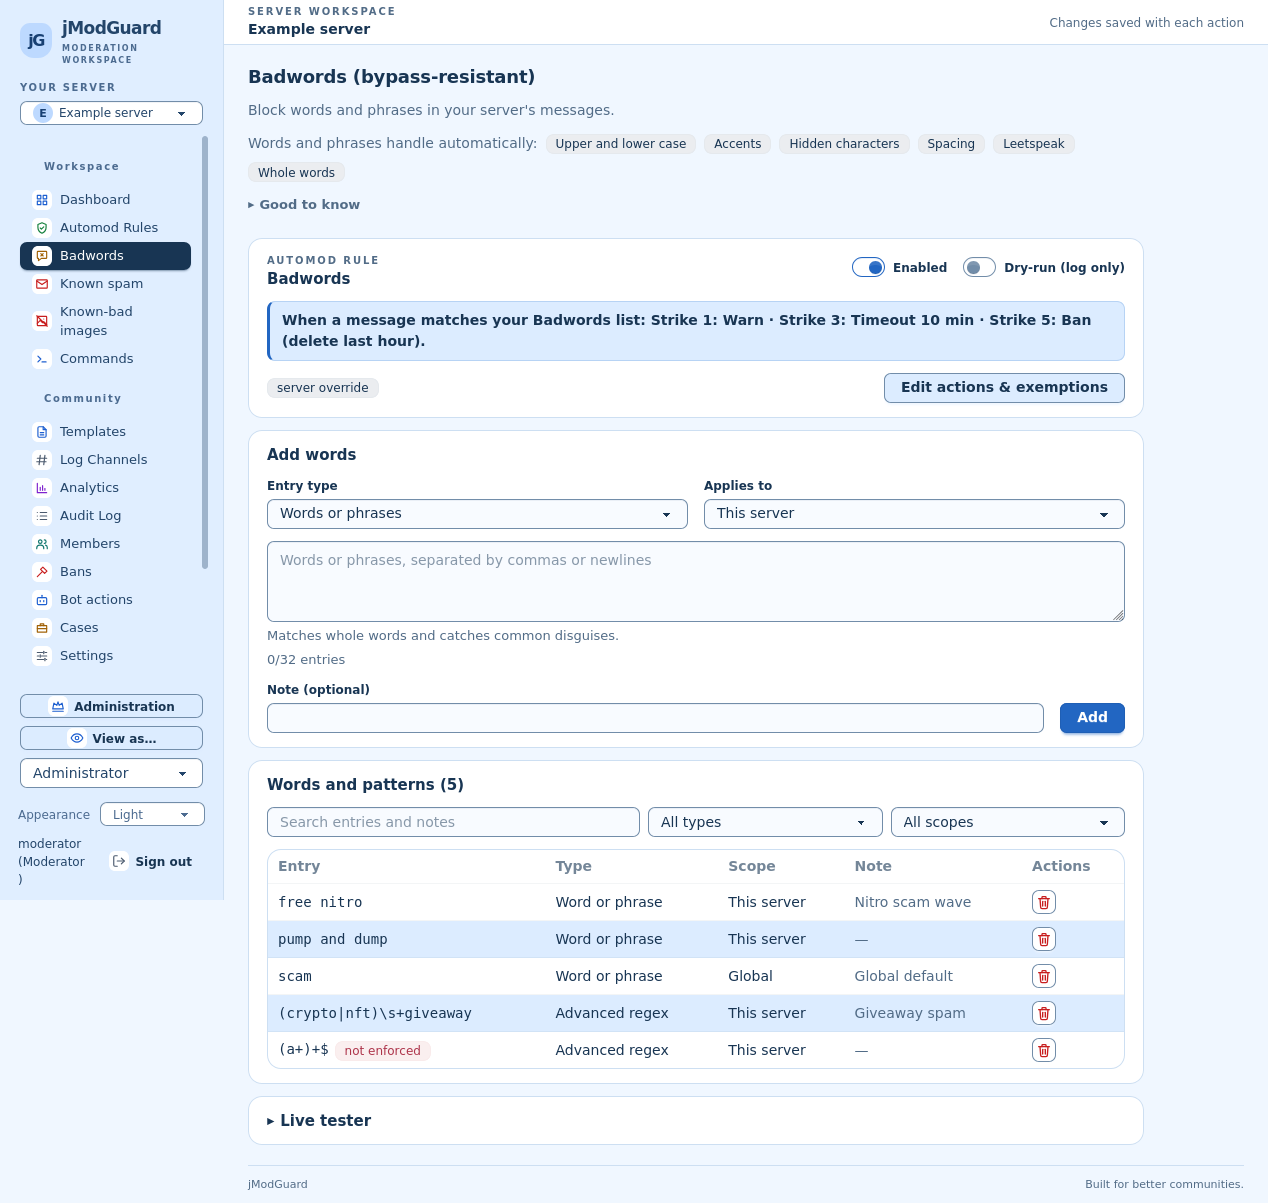 jG
jModGuard
MODERATION
WORKSPACE
YOUR SERVER
E Example server
Workspace
Dashboard
Automod Rules
Badwords
Known spam
Known-bad
images
Commands
Community
Templates
Log Channels
Analytics
Audit Log
Members
Bans
Bot actions
Cases
Settings
Administration
View as...
Administrator
Appearance Light
moderator
(Moderator
)
Sign out
SERVER WORKSPACE
Example server
Changes saved with each action
Badwords (bypass-resistant)
Block words and phrases in your server's messages.
Words and phrases handle automatically: Upper and lower case Accents Hidden characters Spacing Leetspeak
Whole words
▸ Good to know
AUTOMOD RULE
Badwords
Enabled Dry-run (log only)
When a message matches your Badwords list: Strike 1: Warn · Strike 3: Timeout 10 min · Strike 5: Ban
(delete last hour).
server override Edit actions & exemptions
Add words
Entry type Applies to
Words or phrases This server
Words or phrases, separated by commas or newlines
Matches whole words and catches common disguises.
0/32 entries
Note (optional)
Add
Words and patterns (5)
Search entries and notes All types All scopes
Entry Type Scope Note Actions
free nitro Word or phrase This server Nitro scam wave
pump and dump Word or phrase This server —
scam Word or phrase Global Global default
(crypto|nft)\s+giveaway Advanced regex This server Giveaway spam
(a+)+$ not enforced Advanced regex This server —
▸ Live tester
jModGuard Built for better communities.